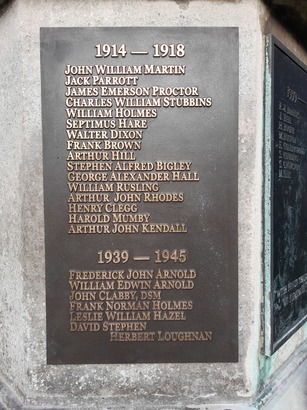 1914 — 1918
JOHN WILLIAM MARTIN
JACK PARROTT
JAMES EMERSON PROCTOR
CHARLES WILLIAM STUBBINS
WILLIAM HOLMES
SEPTIMUS HARE
WALTER DIXON
FRANK BROWN
ARTHUR HILL
STEPHEN ALFRED BIGLEY
GEORGE ALEXANDER HALL
WILLIAM RUSLING
ARTHUR JOHN RHODES
HENRY CLEGG
HAROLD MUMBY
ARTHUR JOHN KENDALL
1939 — 1945
FREDERICK JOHN ARNOLD
WILLIAM EDWIN ARNOLD
JOHN CLABBY, DSM
FRANK NORMAN HOLMES
LESLIE WILLIAM HAZEL
DAVID STEPHEN
HERBERT LOUGHNAN